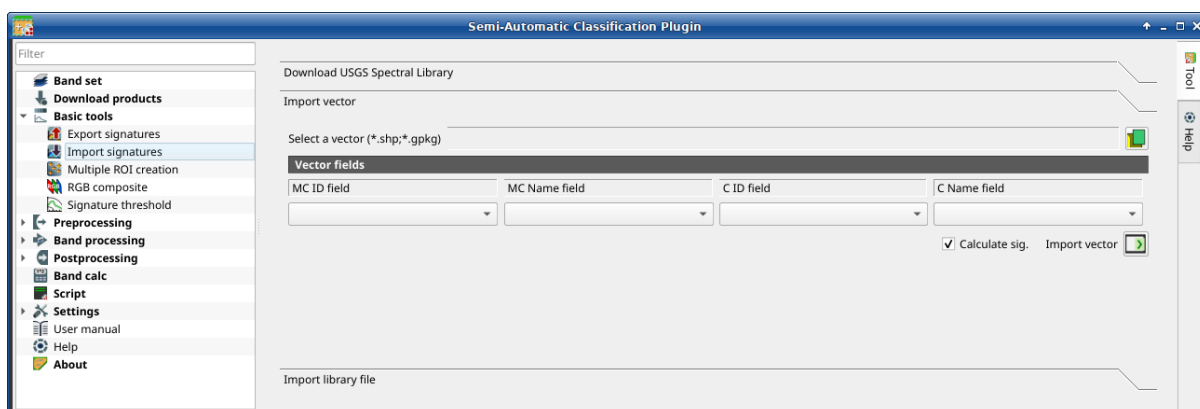 Semi-Automatic Classification Plugin
Filter
Band set
Download products
Basic tools
Export signatures
Import signatures
Multiple ROI creation
RGB composite
Signature threshold
Preprocessing
Band processing
Postprocessing
Band calc
Script
Settings
User manual
Help
About
Download USGS Spectral Library
Import vector
Select a vector (*.shp;*.gpkg)
Vector fields
MC ID field MC Name field C ID field C Name field
Calculate sig. Import vector
Import library file
Tool
Help